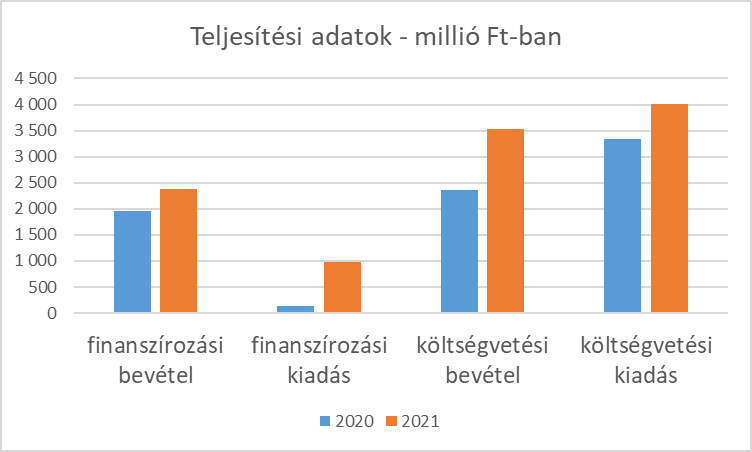 Teljesítési adatok - millió Ft-ban
4 500
4 000
3 500
3 000
2 500
2 000
1 500
1 000
500
0
finanszírozási bevétel
finanszírozási kiadás
költségvetési bevétel
költségvetési kiadás
2020
2021